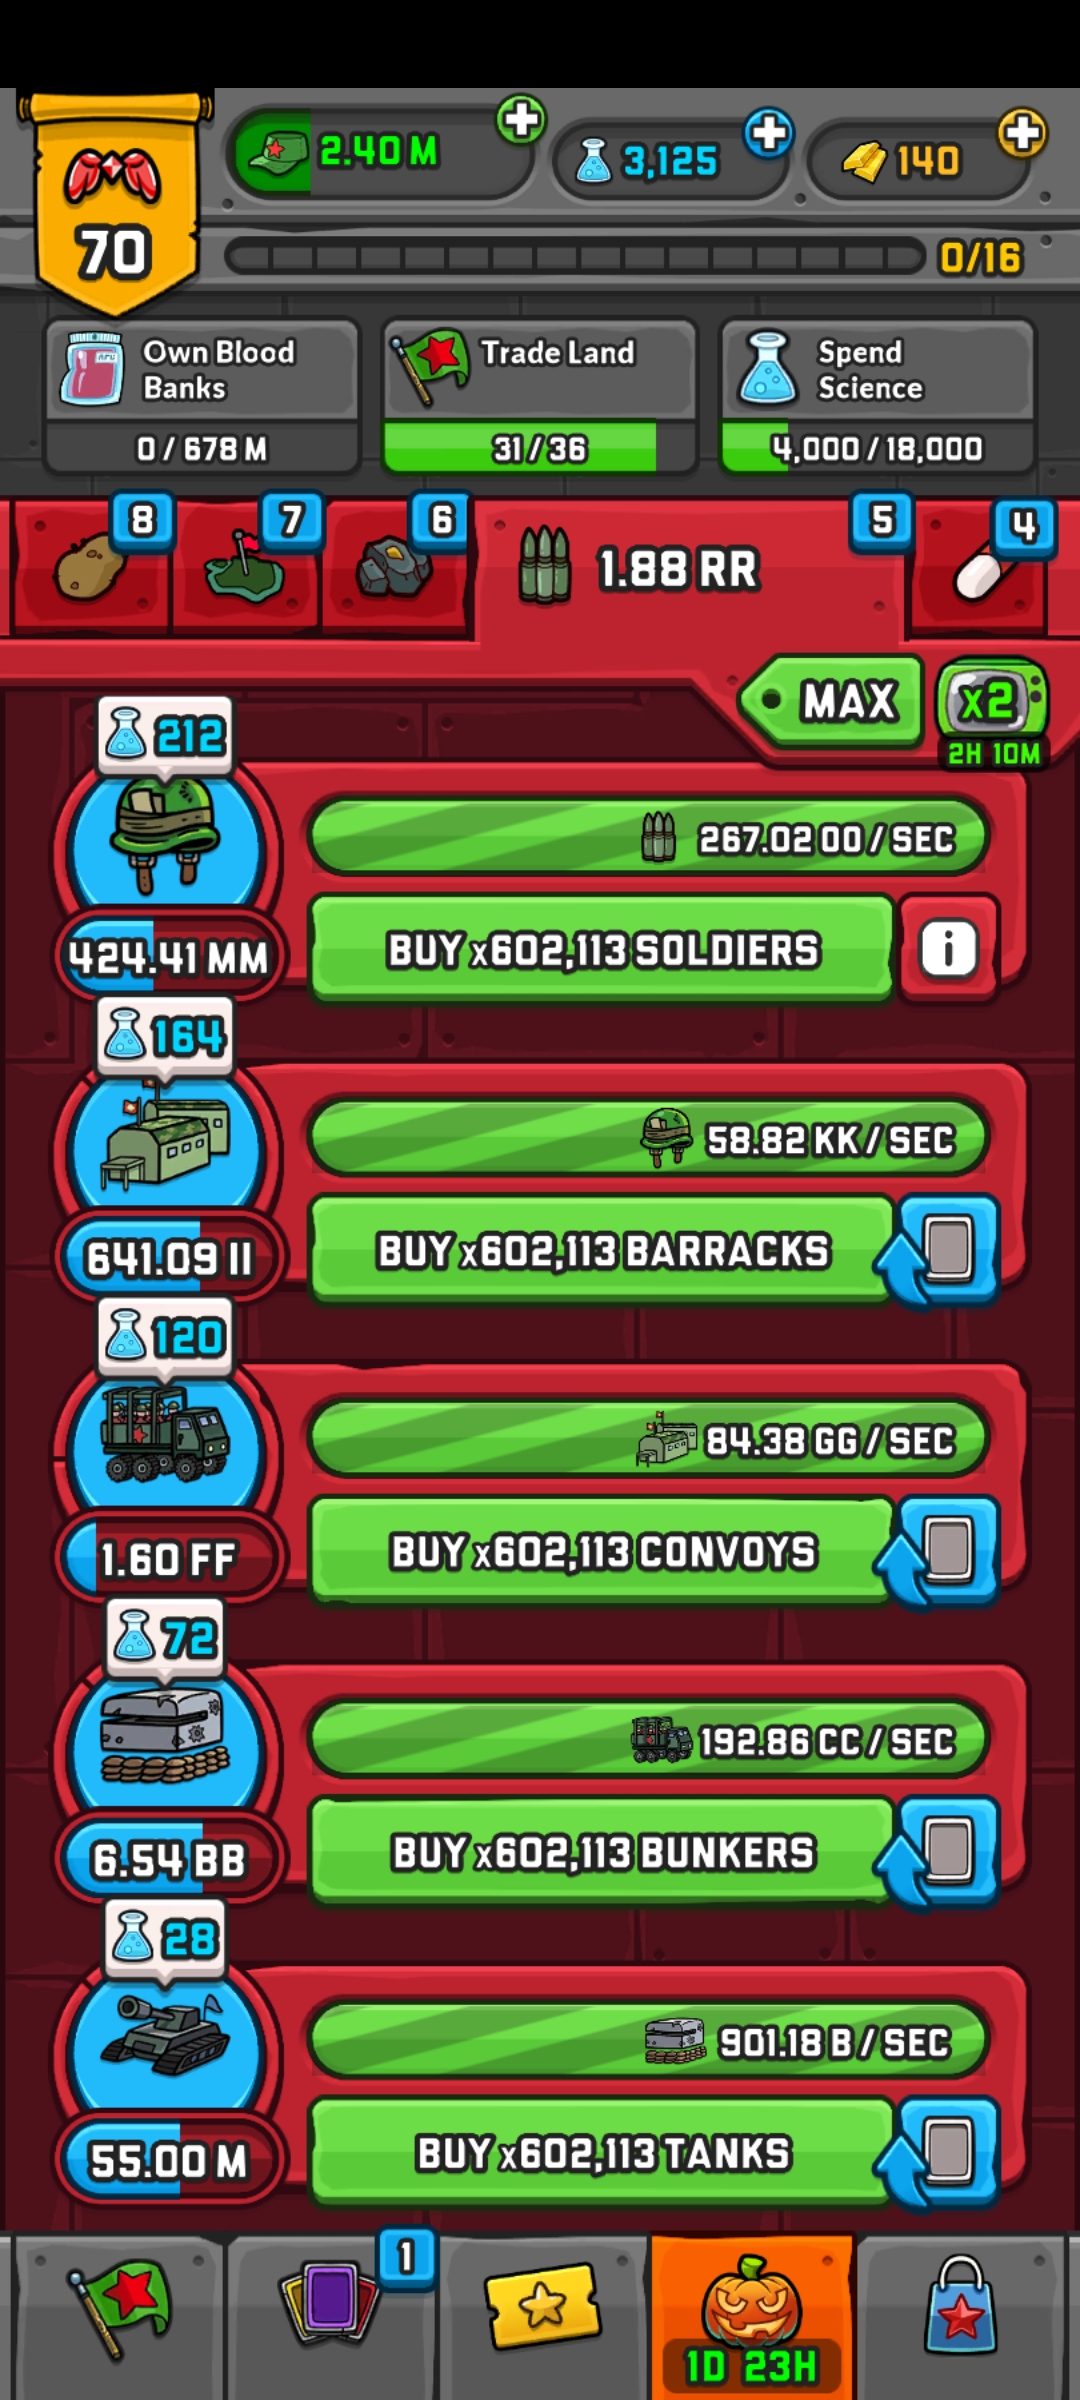 70
2.40 M
3,125
140
0/16
Own Blood
Banks
0 / 678 M
Trade Land
31 / 36
Spend
Science
4,000 / 18,000
8
7
6
1.88 RR
5
4
MAX
x2
2H 10M
212
267.02 OO / SEC
424.41 MM
BUY x602,113 SOLDIERS
i
164
58.82 KK / SEC
641.09 II
BUY x602,113 BARRACKS
120
84.38 GG / SEC
1.60 FF
BUY x602,113 CONVOYS
72
192.86 CC / SEC
6.54 BB
BUY x602,113 BUNKERS
28
901.18 B / SEC
55.00 M
BUY x602,113 TANKS
1
1D 23H